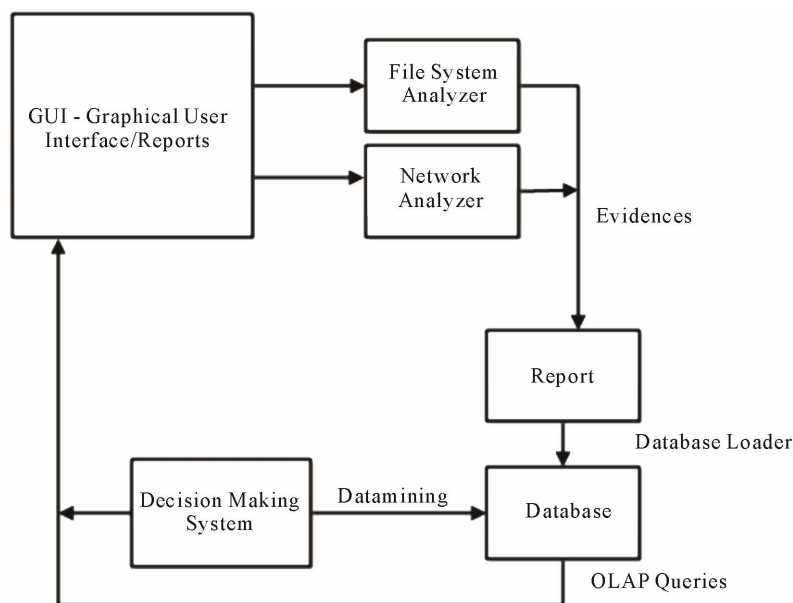 GUI - Graphical User
Interface/Reports
File System
Analyzer
Network
Analyzer
Evidences
Report
Database Loader
Decision Making
System
Datamining
Database
OLAP Queries